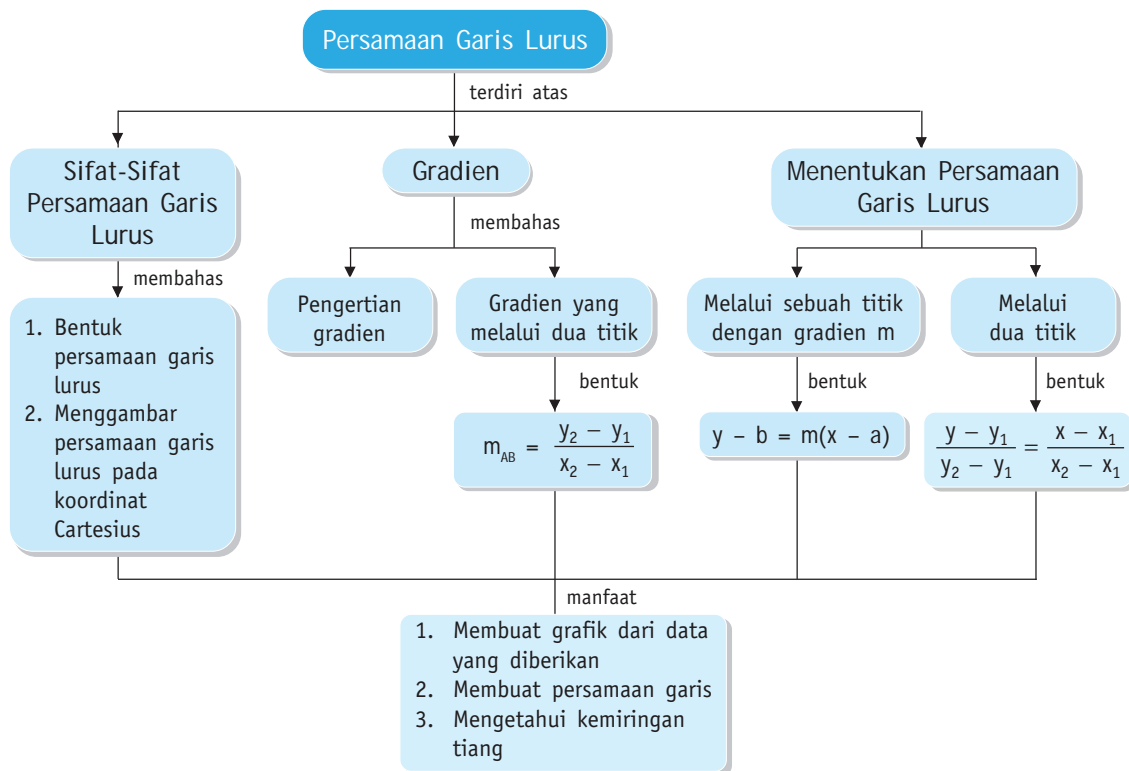 Persamaan Garis Lurus
terdiri atas
Sifat-Sifat
Persamaan Garis
Lurus
membahas
1. Bentuk
persamaan garis
lurus
2. Menggambar
persamaan garis
lurus pada
koordinat
Cartesius
Gradien
membahas
Pengertian
gradien
Gradien yang
melalui dua titik
bentuk
m_AB = (y₂ – y₁)/(x₂ – x₁)
Menentukan Persamaan
Garis Lurus
Melalui sebuah titik
dengan gradien m
bentuk
y – b = m(x – a)
Melalui
dua titik
bentuk
(y – y₁)/(y₂ – y₁) = (x – x₁)/(x₂ – x₁)
manfaat
1. Membuat grafik dari data
yang diberikan
2. Membuat persamaan garis
3. Mengetahui kemiringan
tiang